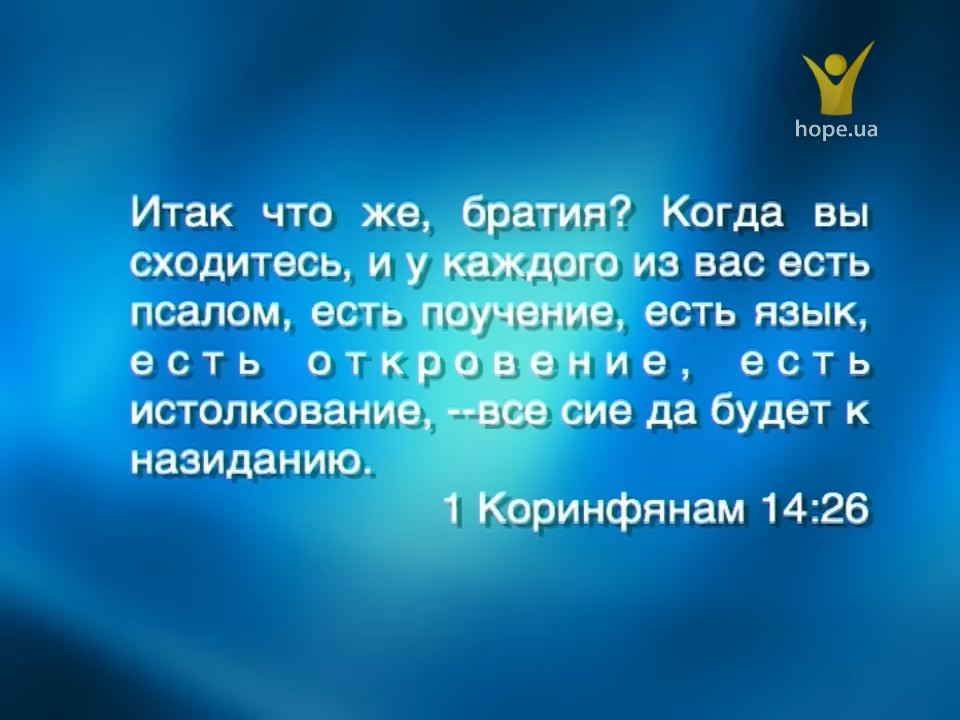 hope.ua
Итак что же, братия? Когда вы
сходитесь, и у каждого из вас есть
псалом, есть поучение, есть язык,
есть откровение, есть
истолкование, --все сие да будет к
назиданию.
1 Коринфянам 14:26